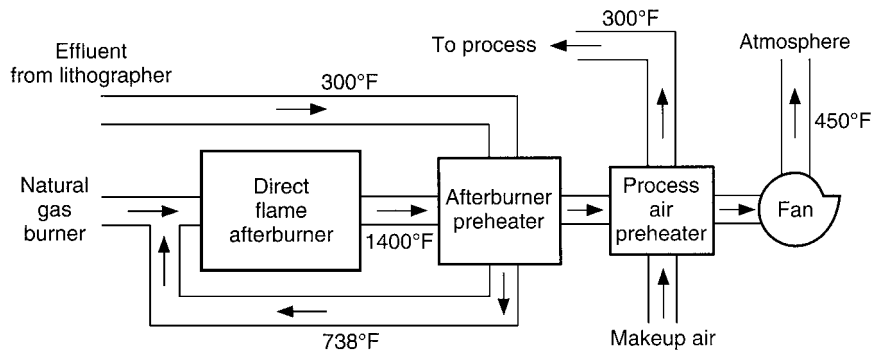 Effluent
from lithographer
300°F
To process
300°F
Atmosphere
450°F
Natural
gas
burner
Direct
flame
afterburner
1400°F
Afterburner
preheater
Process
air
preheater
Fan
738°F
Makeup air